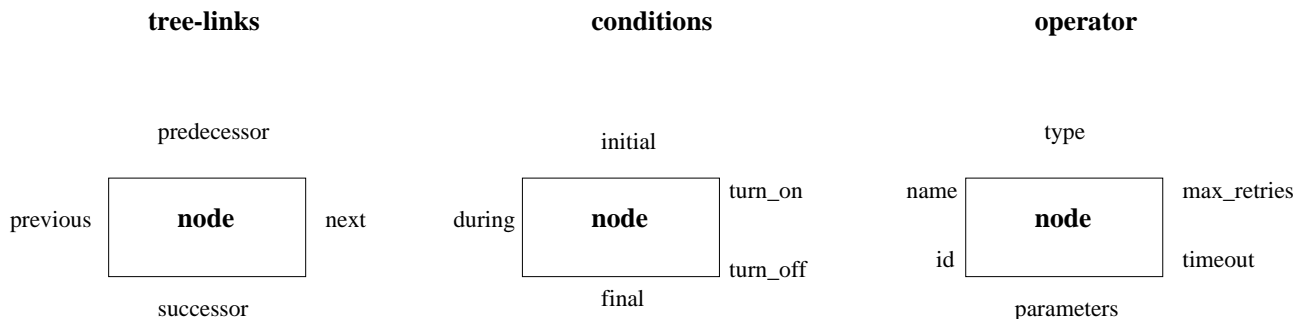 tree-links
conditions
operator
predecessor
previous
node
next
successor
initial
turn_on
during
node
turn_off
final
type
name
max_retries
node
id
timeout
parameters